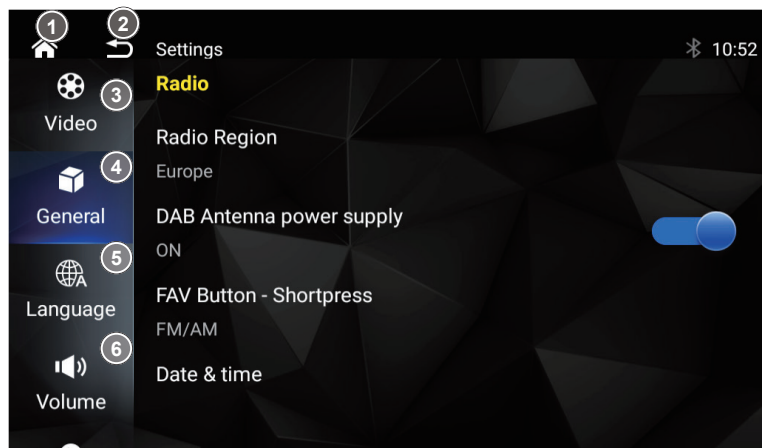 1
2
Settings
10:52
3
Video
Radio
Radio Region
Europe
4
General
DAB Antenna power supply
ON
5
Language
FAV Button - Shortpress
FM/AM
6
Volume
Date & time